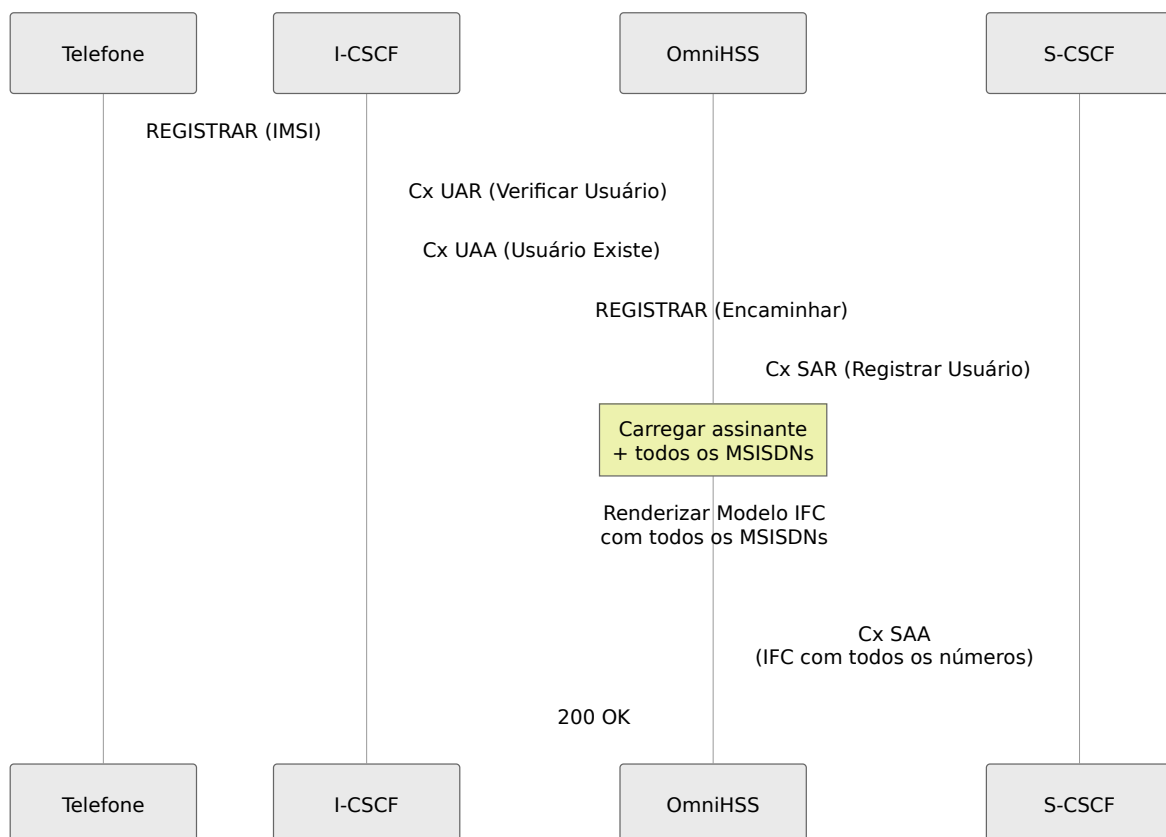 Telefone
I-CSCF
OmniHSS
S-CSCF
REGISTRAR (IMSI)
Cx UAR (Verificar Usuário)
Cx UAA (Usuário Existe)
REGISTRAR (Encaminhar)
Cx SAR (Registrar Usuário)
Carregar assinante
+ todos os MSISDNs
Renderizar Modelo IFC
com todos os MSISDNs
Cx SAA
(IFC com todos os números)
200 OK
Telefone
I-CSCF
OmniHSS
S-CSCF